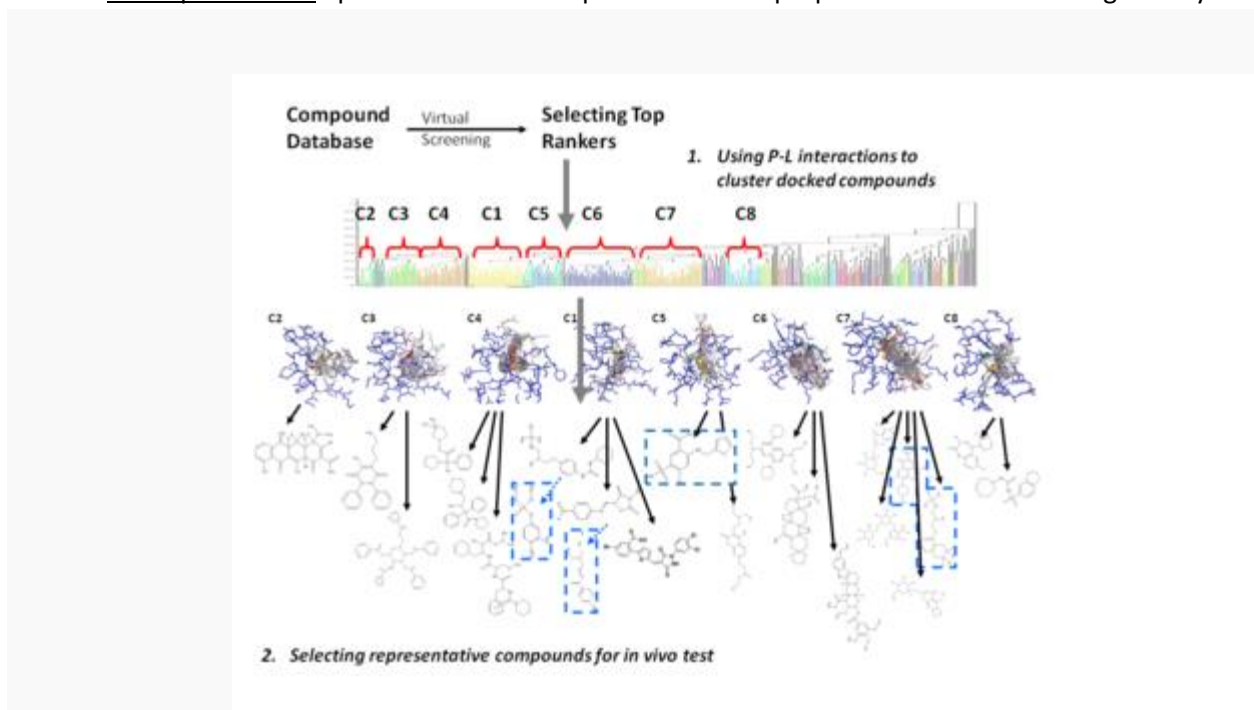 Compound
Database
Virtual
Screening
Selecting Top
Rankers
1. Using P-L interactions to
cluster docked compounds
C2 C3 C4 C1 C5 C6 C7 C8
C2 C3 C4 C1 C5 C6 C7 C8
2. Selecting representative compounds for in vivo test